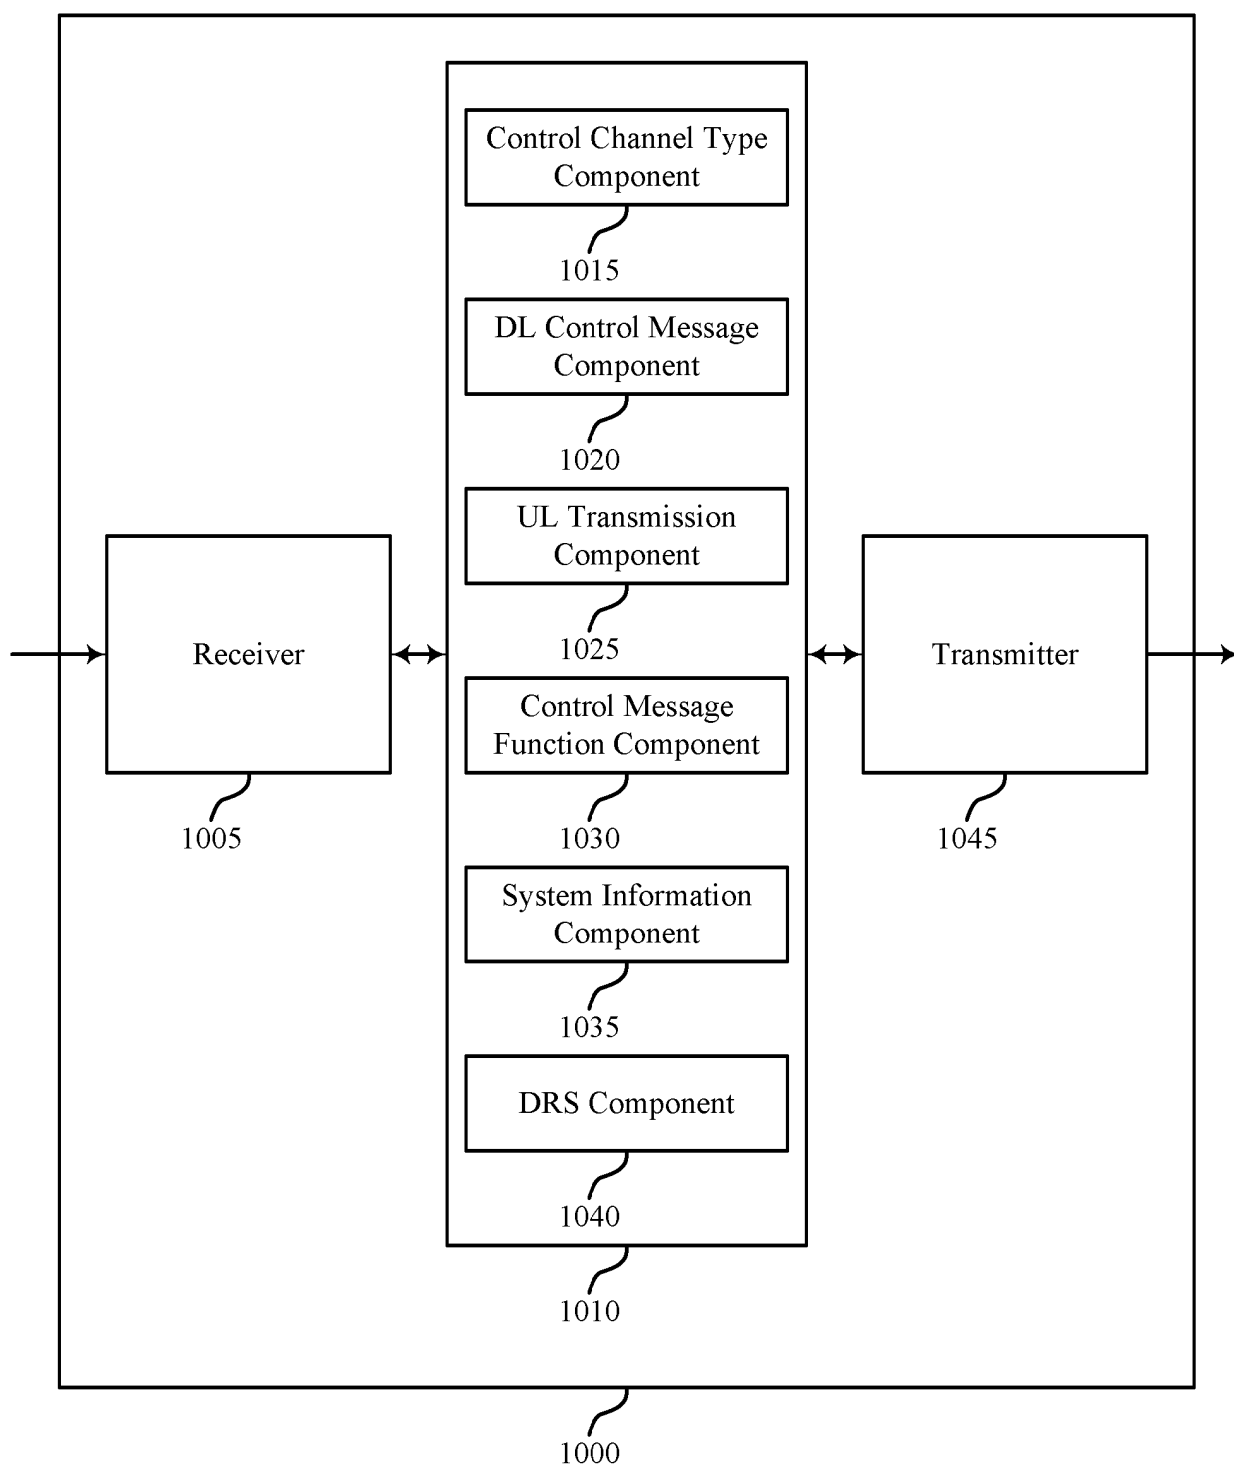 Control Channel Type
Component
1015
DL Control Message
Component
1020
UL Transmission
Component
1025
Receiver
Transmitter
Control Message
Function Component
1005
1030
1045
System Information
Component
1035
DRS Component
1040
1010
1000